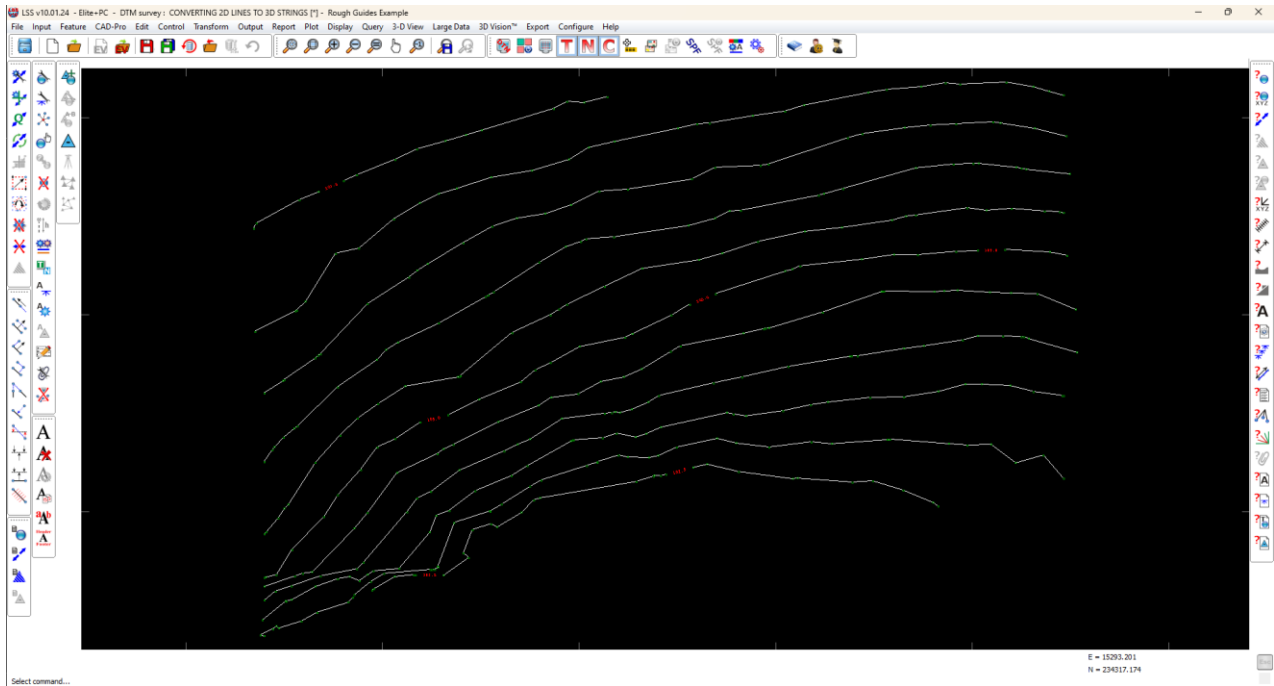 LSS v10.01.24 - Elite+PC - DTM survey : CONVERTING 2D LINES TO 3D STRINGS [*] - Rough Guides Example
File Input Feature CAD-Pro Edit Control Transform Output Report Plot Display Query 3-D View Large Data 3D Vision™ Export Configure Help
T N C
E = 15293.201
N = 234317.174
Select command...